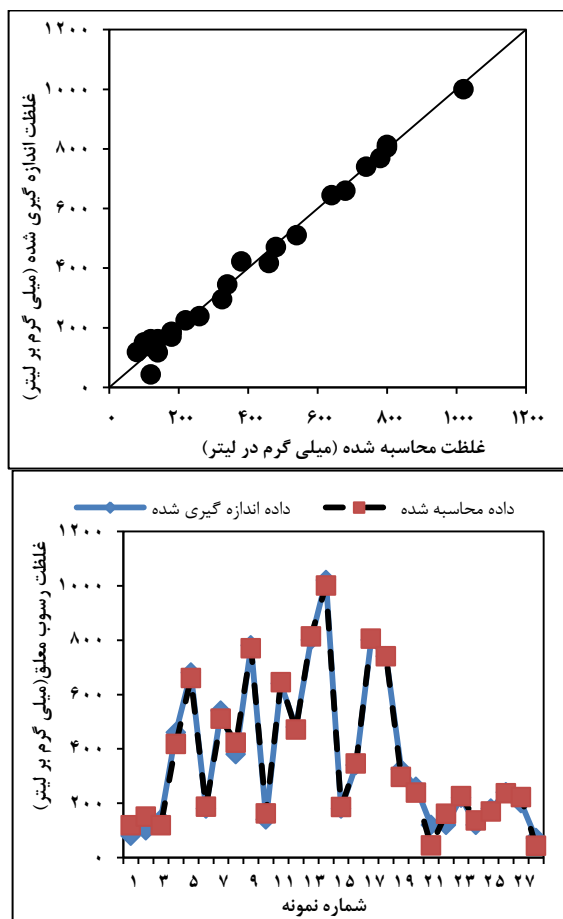 ۱۲۰۰
۱۰۰۰
۸۰۰
۶۰۰
۴۰۰
۲۰۰
۰
غلظت اندازه گیری شده (میلی گرم بر لیتر)
۰ ۲۰۰ ۴۰۰ ۶۰۰ ۸۰۰ ۱۰۰۰ ۱۲۰۰
غلظت محاسبه شده (میلی گرم در لیتر)
داده محاسبه شده داده اندازه گیری شده
۱۲۰۰
۱۰۰۰
۸۰۰
۶۰۰
۴۰۰
۲۰۰
۰
غلظت رسوب معلق(میلی گرم بر لیتر)
۱ ۳ ۵ ۷ ۹ ۱۱ ۱۳ ۱۵ ۱۷ ۱۹ ۲۱ ۲۳ ۲۵ ۲۷
شماره نمونه